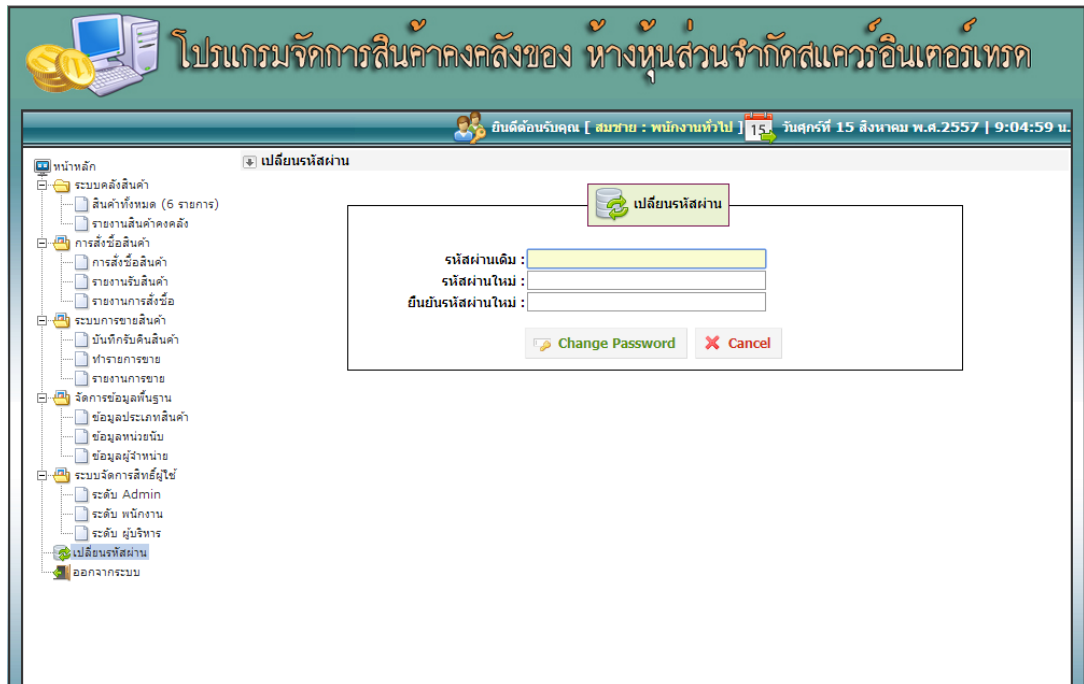 โปรแกรมจัดการสินค้าคงคลังของ ห้างหุ้นส่วนจำกัดสแควร์อินเตอร์เทรด
ยินดีต้อนรับคุณ [ สมชาย : พนักงานทั่วไป ] 15 วันศุกร์ที่ 15 สิงหาคม พ.ศ.2557 | 9:04:59 น.
หน้าหลัก
ระบบคลังสินค้า
สินค้าทั้งหมด (6 รายการ)
รายงานสินค้าคงคลัง
การสั่งซื้อสินค้า
การสั่งซื้อสินค้า
รายงานรับสินค้า
รายงานการสั่งซื้อ
ระบบการขายสินค้า
บันทึกรับคืนสินค้า
ทำรายการขาย
รายงานการขาย
จัดการข้อมูลพื้นฐาน
ข้อมูลประเภทสินค้า
ข้อมูลหน่วยนับ
ข้อมูลผู้จำหน่าย
ระบบจัดการสิทธิ์ผู้ใช้
ระดับ Admin
ระดับ พนักงาน
ระดับ ผู้บริหาร
เปลี่ยนรหัสผ่าน
ออกจากระบบ
เปลี่ยนรหัสผ่าน
เปลี่ยนรหัสผ่าน
รหัสผ่านเดิม :
รหัสผ่านใหม่ :
ยืนยันรหัสผ่านใหม่ :
Change Password Cancel